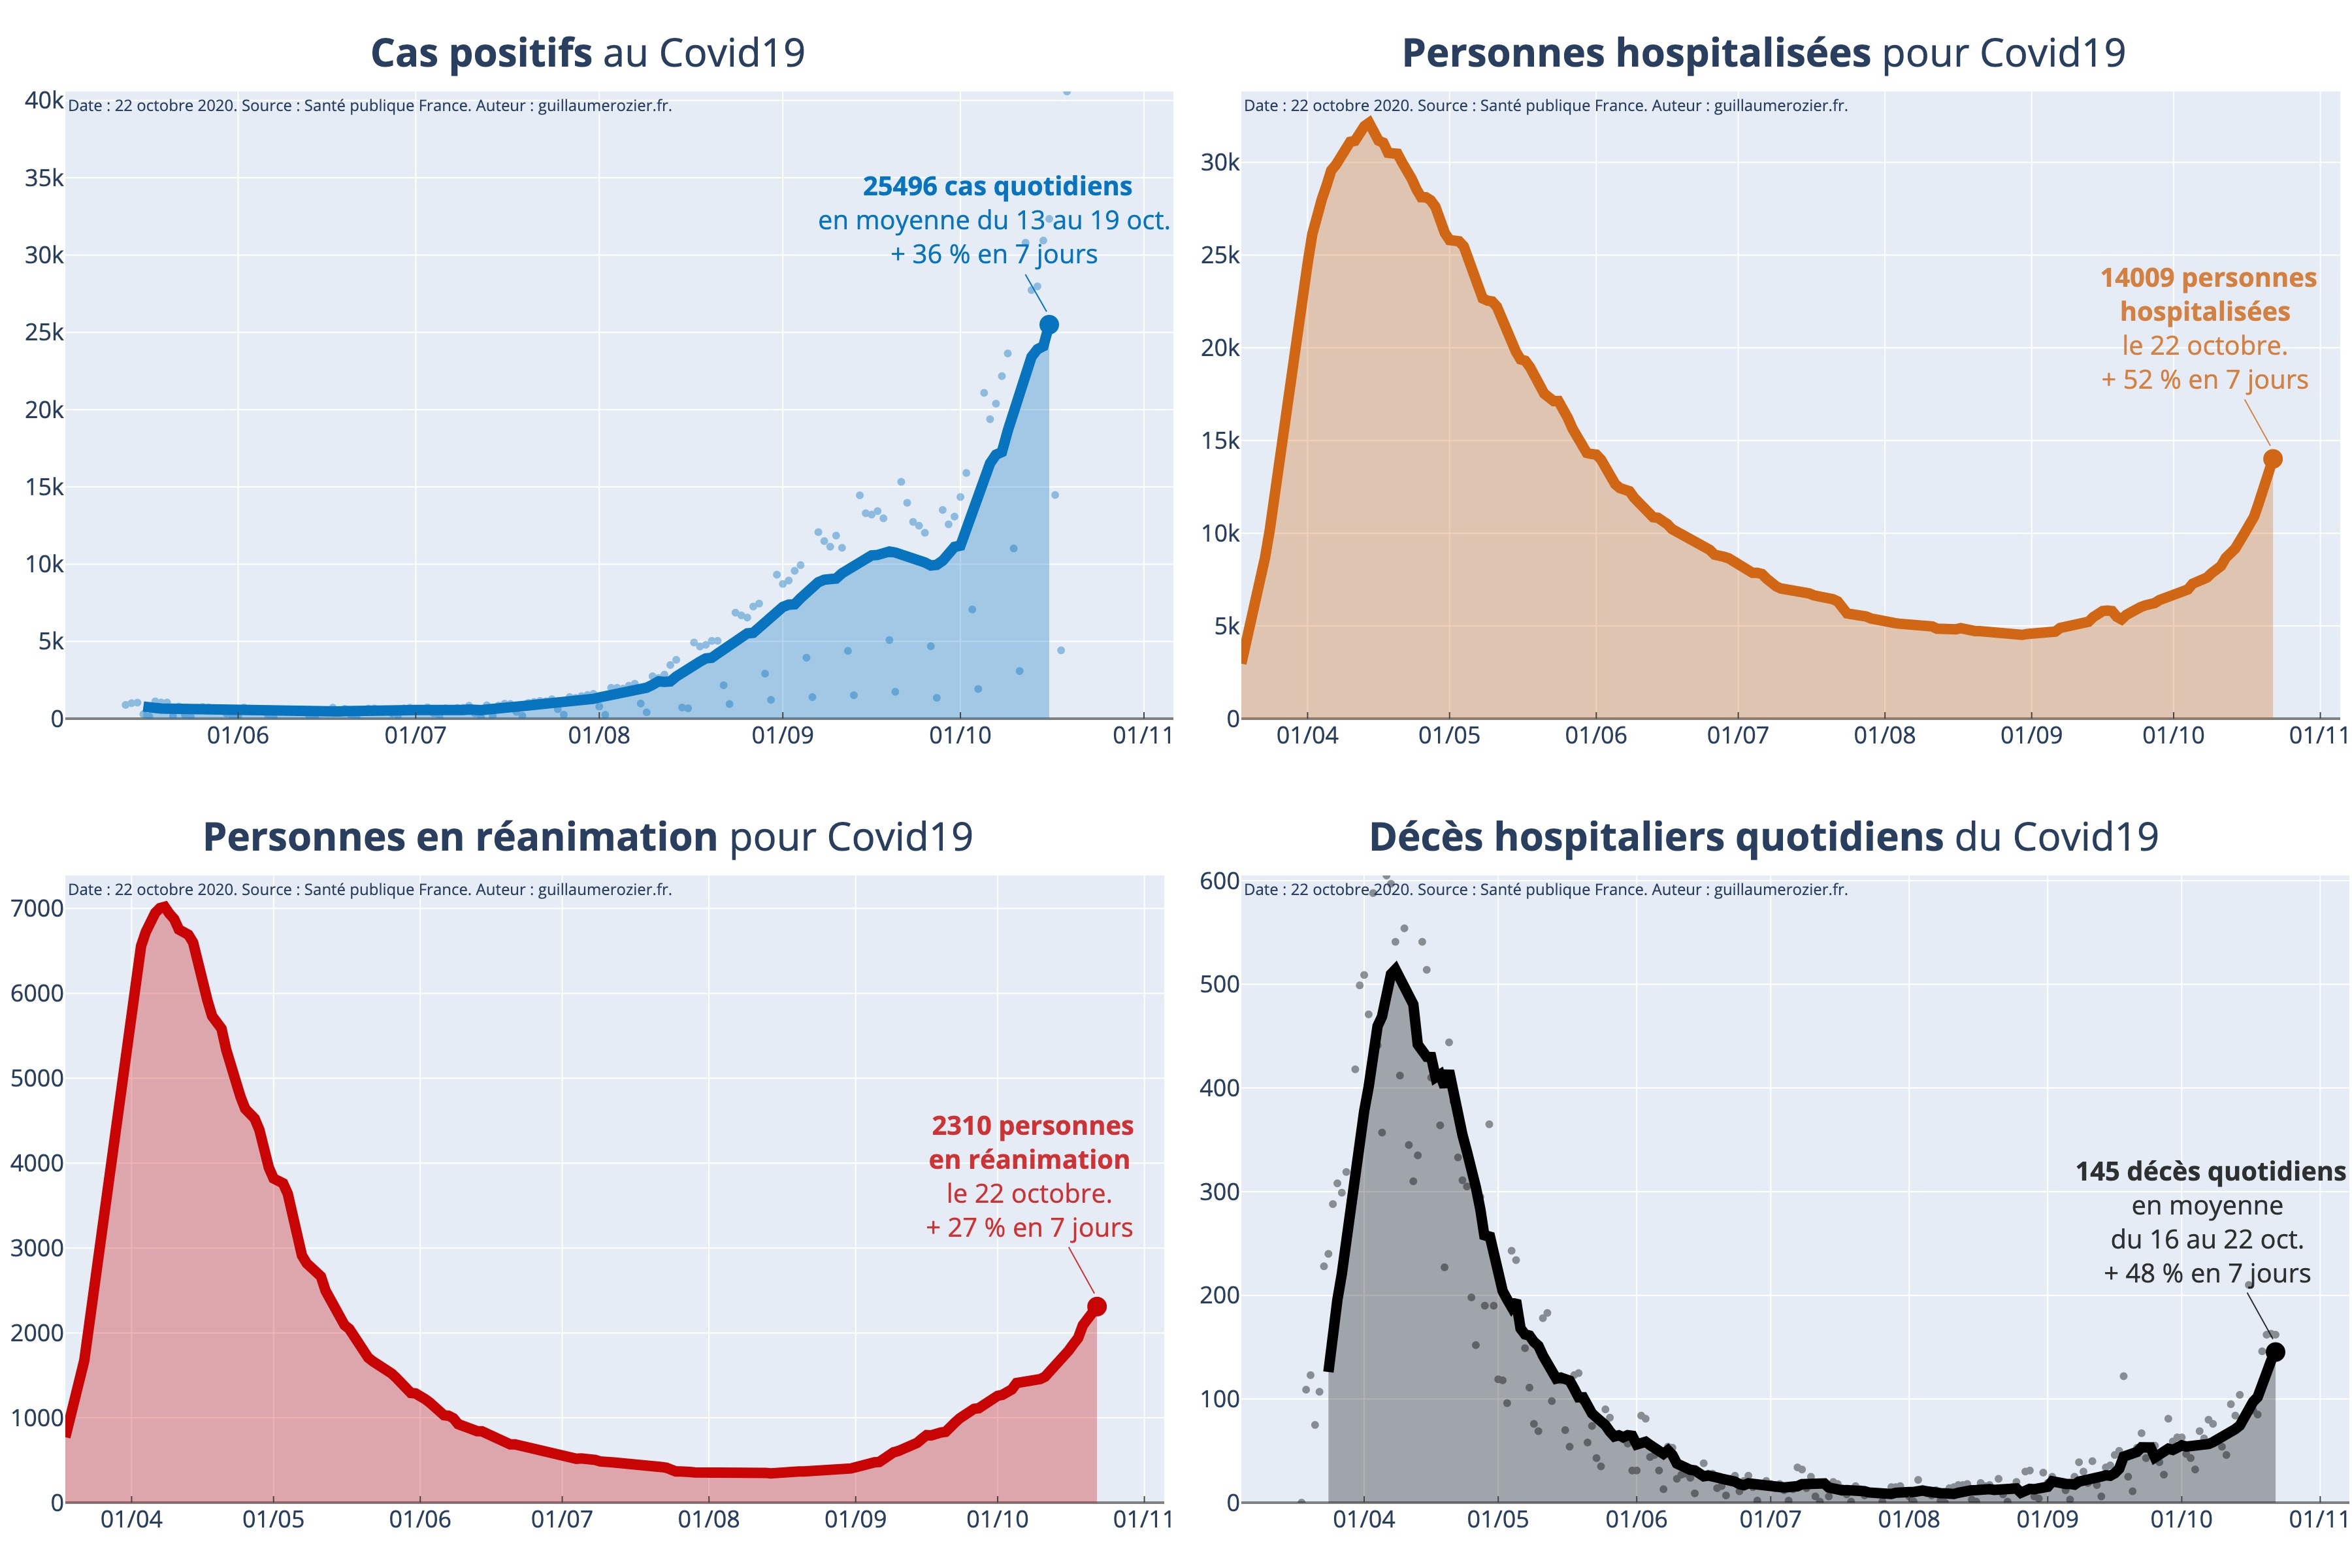 Cas positifs au Covid19
Date : 22 octobre 2020. Source : Santé publique France. Auteur : guillaumerozier.fr.
40k
35k
30k
25k
20k
15k
10k
5k
0
25496 cas quotidiens
en moyenne du 13 au 19 oct.
+ 36 % en 7 jours
01/06 01/07 01/08 01/09 01/10 01/11
Personnes hospitalisées pour Covid19
Date : 22 octobre 2020. Source : Santé publique France. Auteur : guillaumerozier.fr.
30k
25k
20k
15k
10k
5k
0
14009 personnes
hospitalisées
le 22 octobre.
+ 52 % en 7 jours
01/04 01/05 01/06 01/07 01/08 01/09 01/10 01/11
Personnes en réanimation pour Covid19
Date : 22 octobre 2020. Source : Santé publique France. Auteur : guillaumerozier.fr.
7000
6000
5000
4000
3000
2000
1000
0
2310 personnes
en réanimation
le 22 octobre.
+ 27 % en 7 jours
01/04 01/05 01/06 01/07 01/08 01/09 01/10 01/11
Décès hospitaliers quotidiens du Covid19
Date : 22 octobre 2020. Source : Santé publique France. Auteur : guillaumerozier.fr.
600
500
400
300
200
100
0
145 décès quotidiens
en moyenne
du 16 au 22 oct.
+ 48 % en 7 jours
01/04 01/05 01/06 01/07 01/08 01/09 01/10 01/11